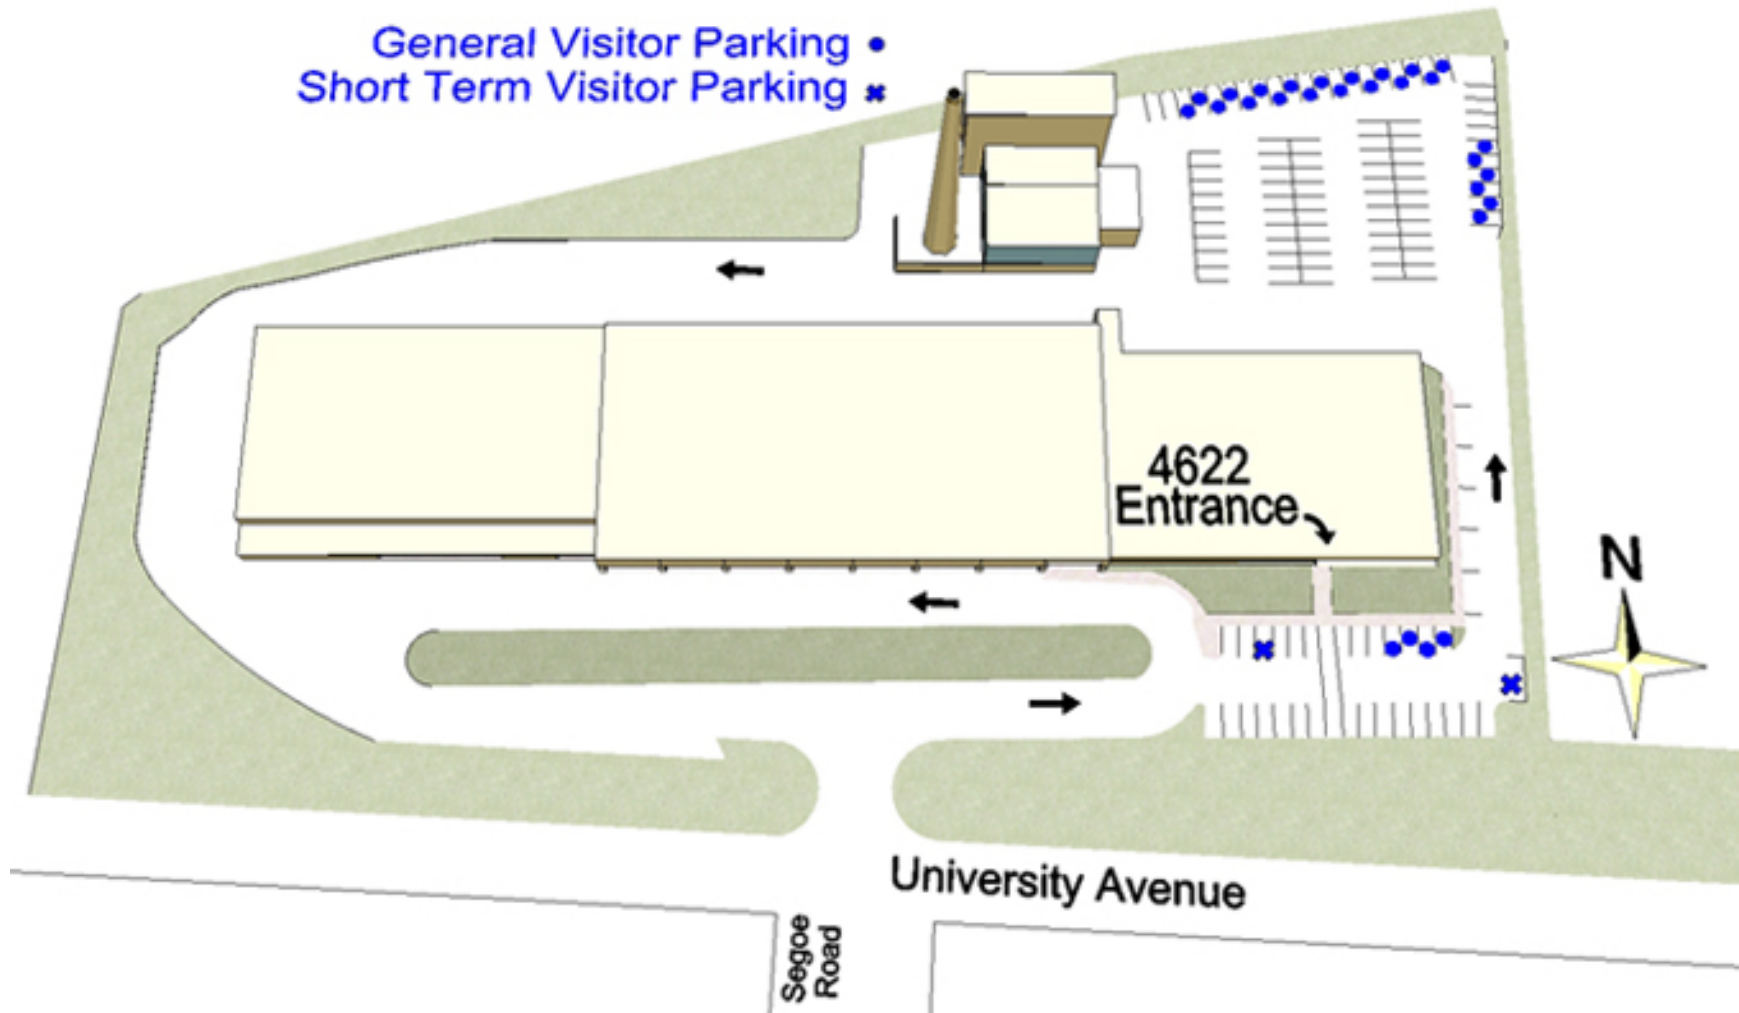 General Visitor Parking
Short Term Visitor Parking
4622
Entrance
N
University Avenue
Segoe
Road